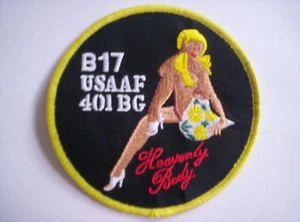 B17
USAAF
401 BG
Heavenly
Body.